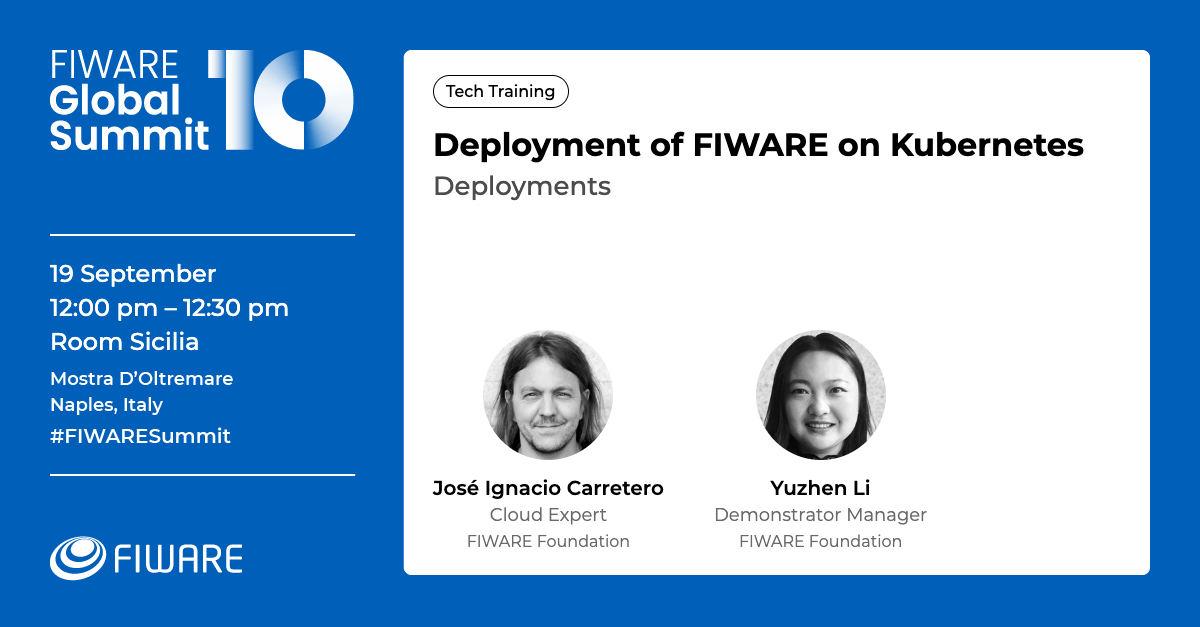 FIWARE
Global
Summit 10
19 September
12:00 pm – 12:30 pm
Room Sicilia
Mostra D’Oltremare
Naples, Italy
#FIWARESummit
FIWARE
Tech Training
Deployment of FIWARE on Kubernetes
Deployments
José Ignacio Carretero
Cloud Expert
FIWARE Foundation
Yuzhen Li
Demonstrator Manager
FIWARE Foundation